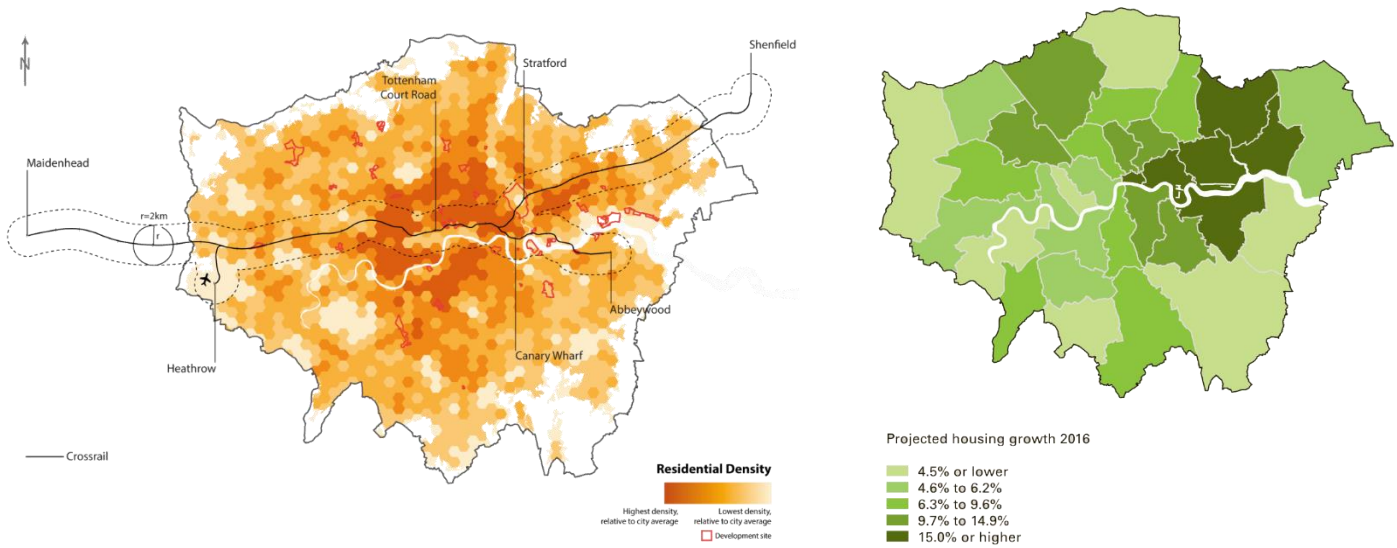 N
Maidenhead
r=2km
r
Heathrow
Tottenham
Court Road
Stratford
Shenfield
Abbeywood
Canary Wharf
Crossrail
Residential Density
Highest density,
relative to city average
Lowest density,
relative to city average
Development site
Projected housing growth 2016
4.5% or lower
4.6% to 6.2%
6.3% to 9.6%
9.7% to 14.9%
15.0% or higher